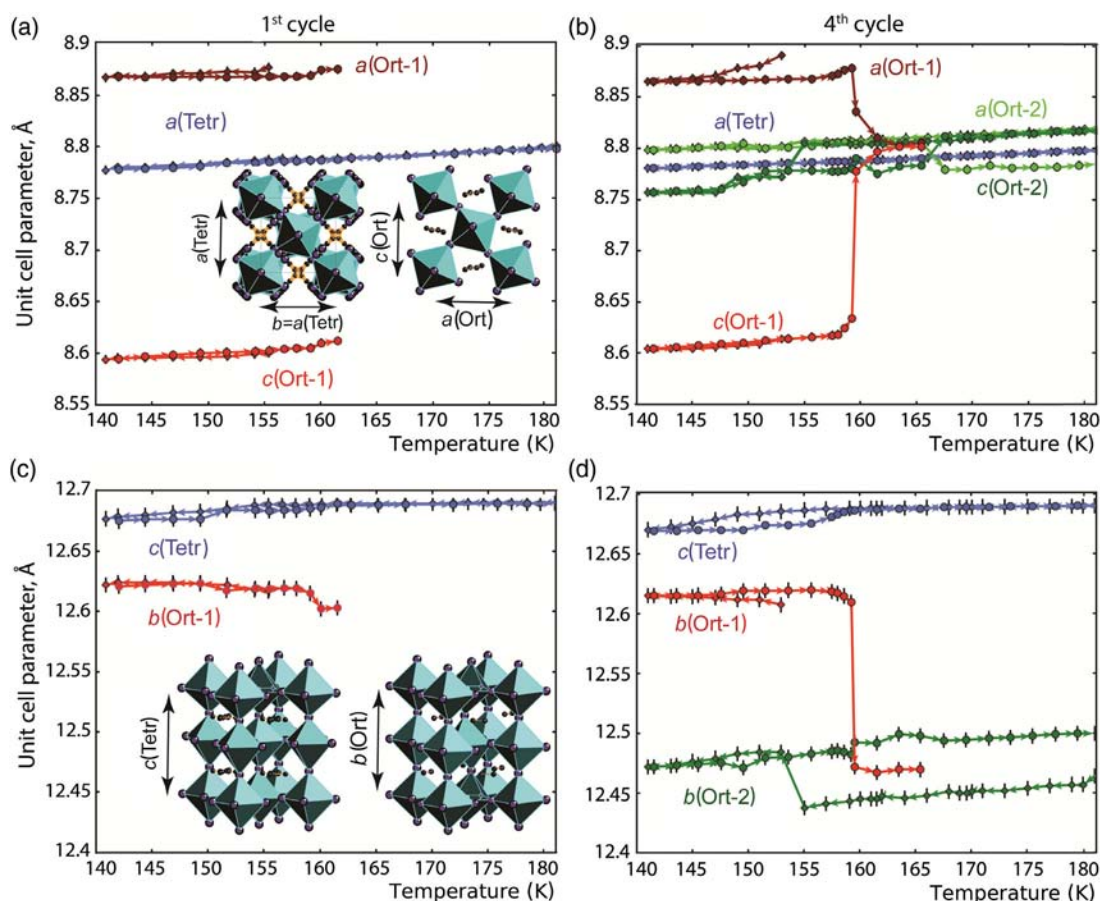 (a)
1st cycle
(b)
4th cycle
8.9
8.85
8.8
8.75
8.7
8.65
8.6
8.55
Unit cell parameter, Å
a(Ort-1)
a(Tetr)
a(Tetr)
b=a(Tetr)
c(Ort)
a(Ort)
c(Ort-1)
140 145 150 155 160 165 170 175 180
Temperature (K)
8.9
8.85
8.8
8.75
8.7
8.65
8.6
8.55
a(Ort-1)
a(Tetr)
a(Ort-2)
c(Ort-2)
c(Ort-1)
140 145 150 155 160 165 170 175 180
Temperature (K)
(c)
12.7
12.65
12.6
12.55
12.5
12.45
12.4
Unit cell parameter, Å
c(Tetr)
b(Ort-1)
c(Tetr)
b(Ort)
140 145 150 155 160 165 170 175 180
Temperature (K)
(d)
12.7
12.65
12.6
12.55
12.5
12.45
12.4
c(Tetr)
b(Ort-1)
b(Ort-2)
140 145 150 155 160 165 170 175 180
Temperature (K)